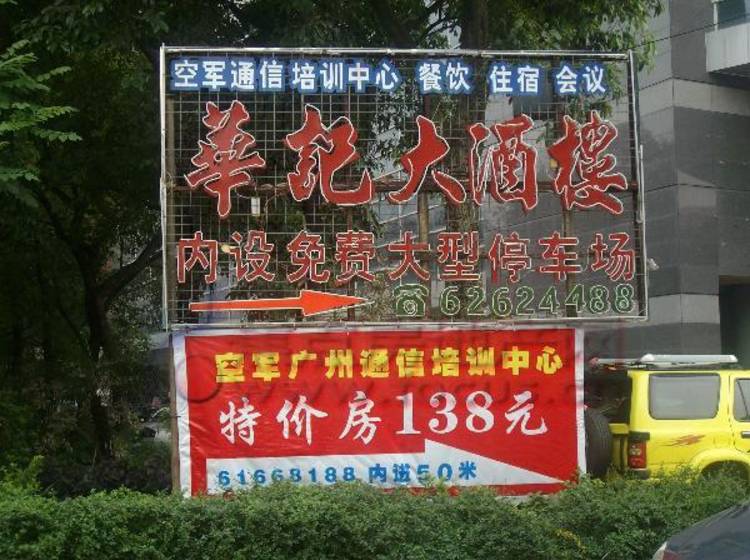 空军通信培训中心 餐饮 住宿 会议
華記大酒樓
内设免费大型停车场
☎62624488
空军广州通信培训中心
特价房138元
61668188 内进50米